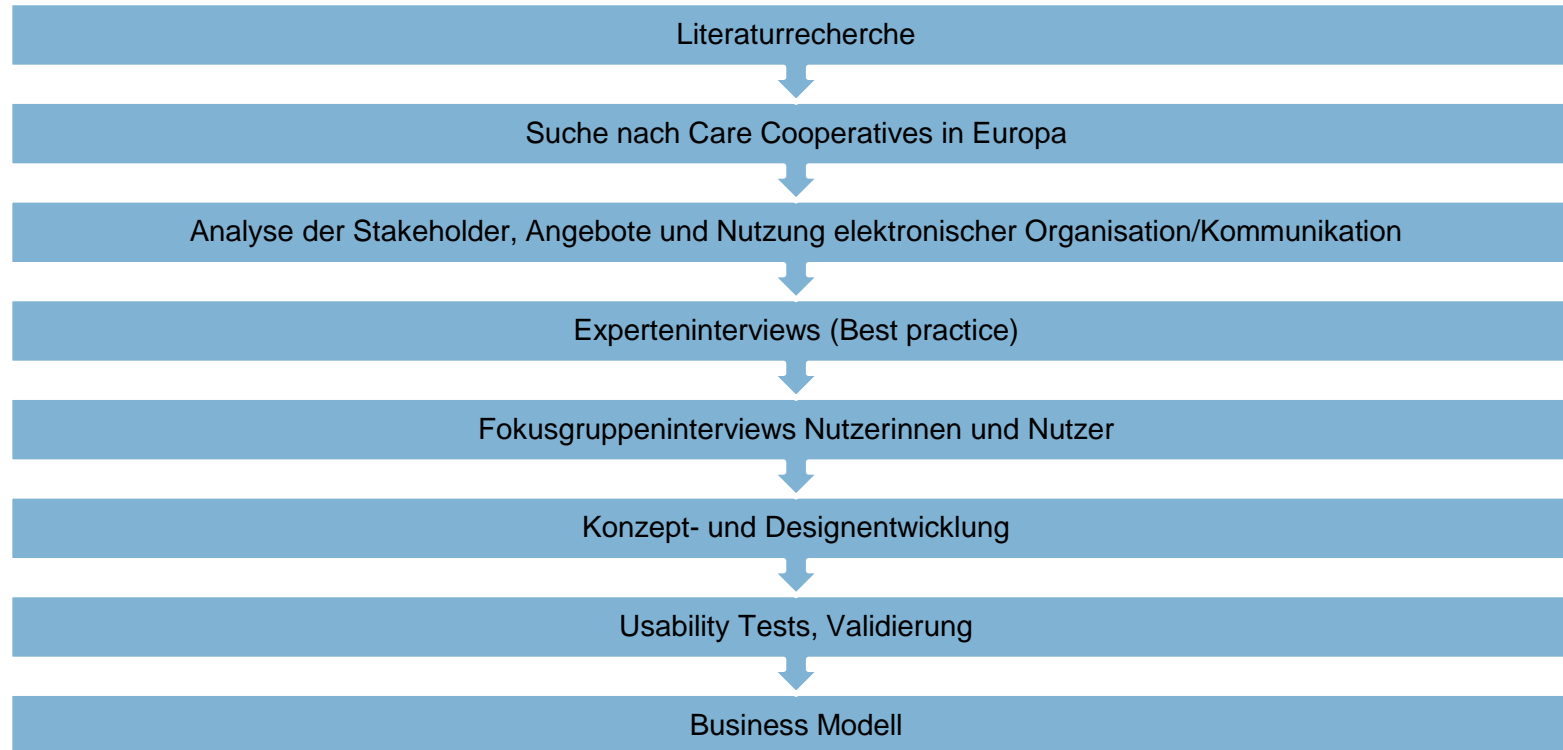 Literaturrecherche
Suche nach Care Cooperatives in Europa
Analyse der Stakeholder, Angebote und Nutzung elektronischer Organisation/Kommunikation
Experteninterviews (Best practice)
Fokusgruppeninterviews Nutzerinnen und Nutzer
Konzept- und Designentwicklung
Usability Tests, Validierung
Business Modell